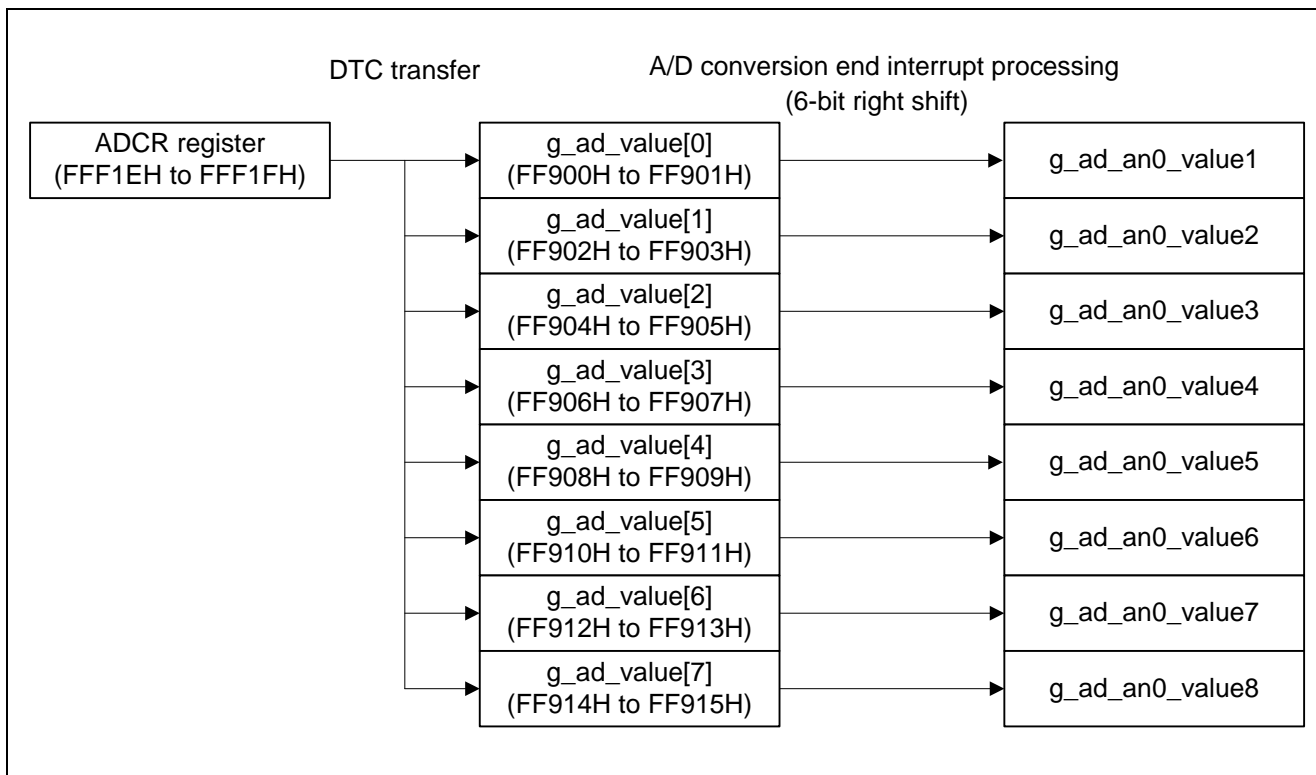 DTC transfer
A/D conversion end interrupt processing
(6-bit right shift)
ADCR register
(FFF1EH to FFF1FH)
g_ad_value[0]
(FF900H to FF901H)
g_ad_an0_value1
g_ad_value[1]
(FF902H to FF903H)
g_ad_an0_value2
g_ad_value[2]
(FF904H to FF905H)
g_ad_an0_value3
g_ad_value[3]
(FF906H to FF907H)
g_ad_an0_value4
g_ad_value[4]
(FF908H to FF909H)
g_ad_an0_value5
g_ad_value[5]
(FF910H to FF911H)
g_ad_an0_value6
g_ad_value[6]
(FF912H to FF913H)
g_ad_an0_value7
g_ad_value[7]
(FF914H to FF915H)
g_ad_an0_value8